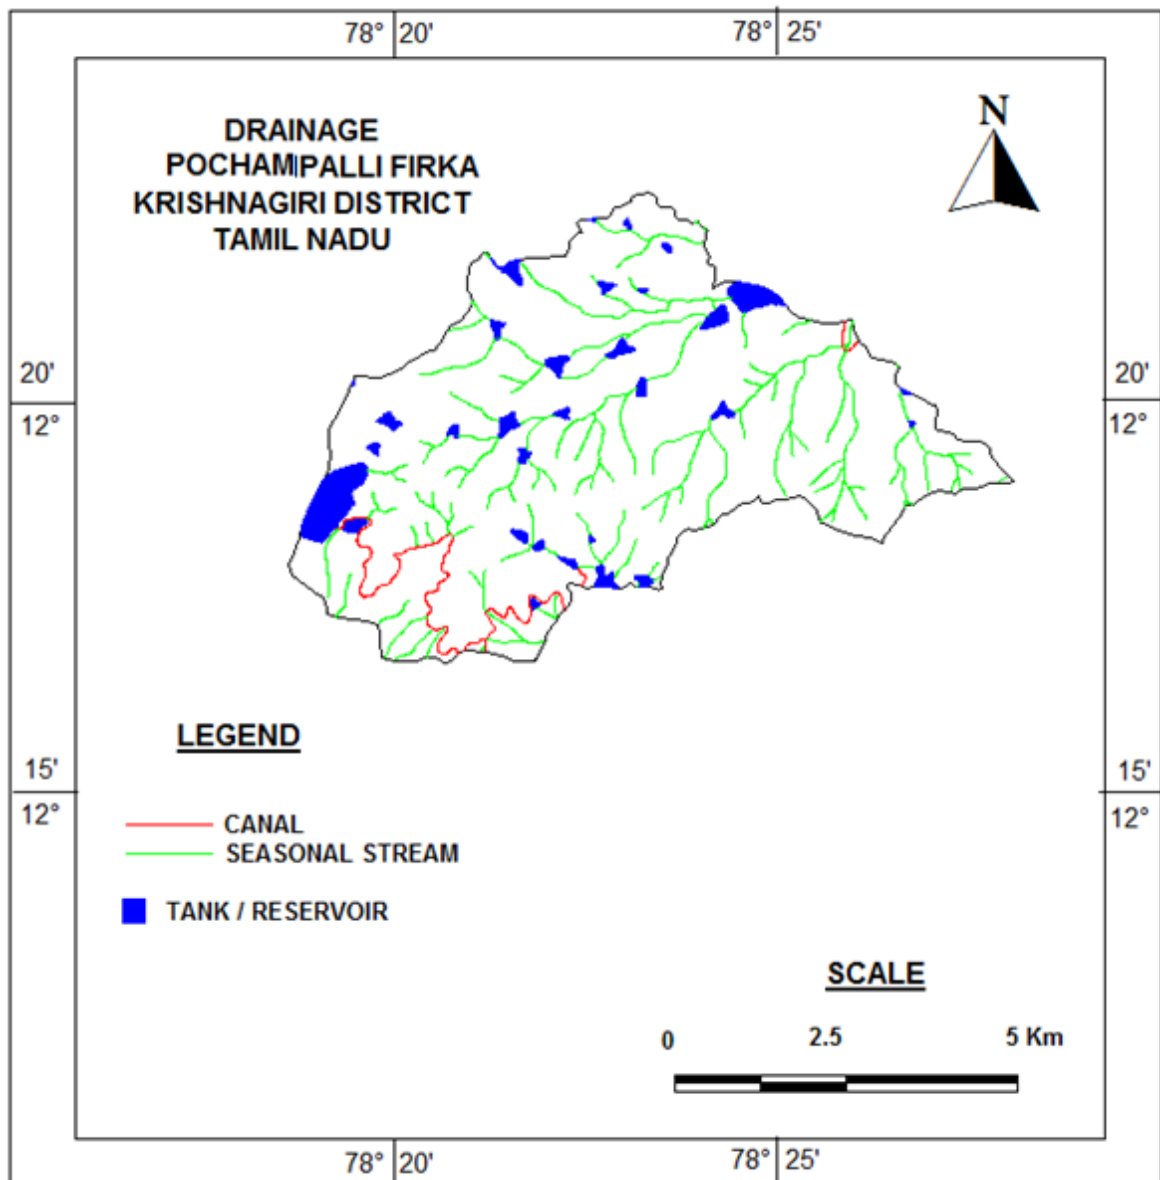 78° 20'
78° 25'
DRAINAGE
POCHAMPALLI FIRKA
KRISHNAGIRI DISTRICT
TAMIL NADU
N
20'
12°
20'
12°
LEGEND
15'
12°
15'
12°
CANAL
SEASONAL STREAM
TANK / RESERVOIR
SCALE
0 2.5 5 Km
78° 20'
78° 25'